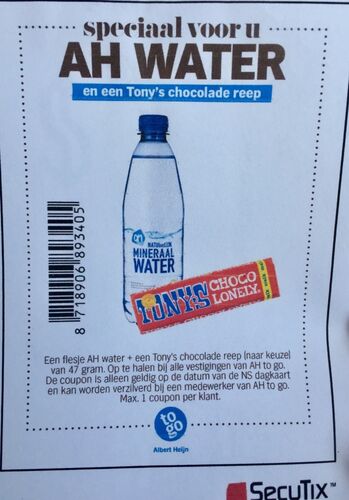 speciaal voor u
AH WATER
en een Tony's chocolade reep
NATUURLIJK
MINERAAL
WATER
TONY'S
CHOCO
LONELY
8 718906 893405
Een flesje AH water + een Tony's chocolade reep (naar keuze)
van 47 gram. Op te halen bij alle vestigingen van AH to go.
De coupon is alleen geldig op de datum van de NS dagkaart
en kan worden verzilverd bij een medewerker van AH to go.
Max. 1 coupon per klant.
to
go
Albert Heijn
SECUTIX™